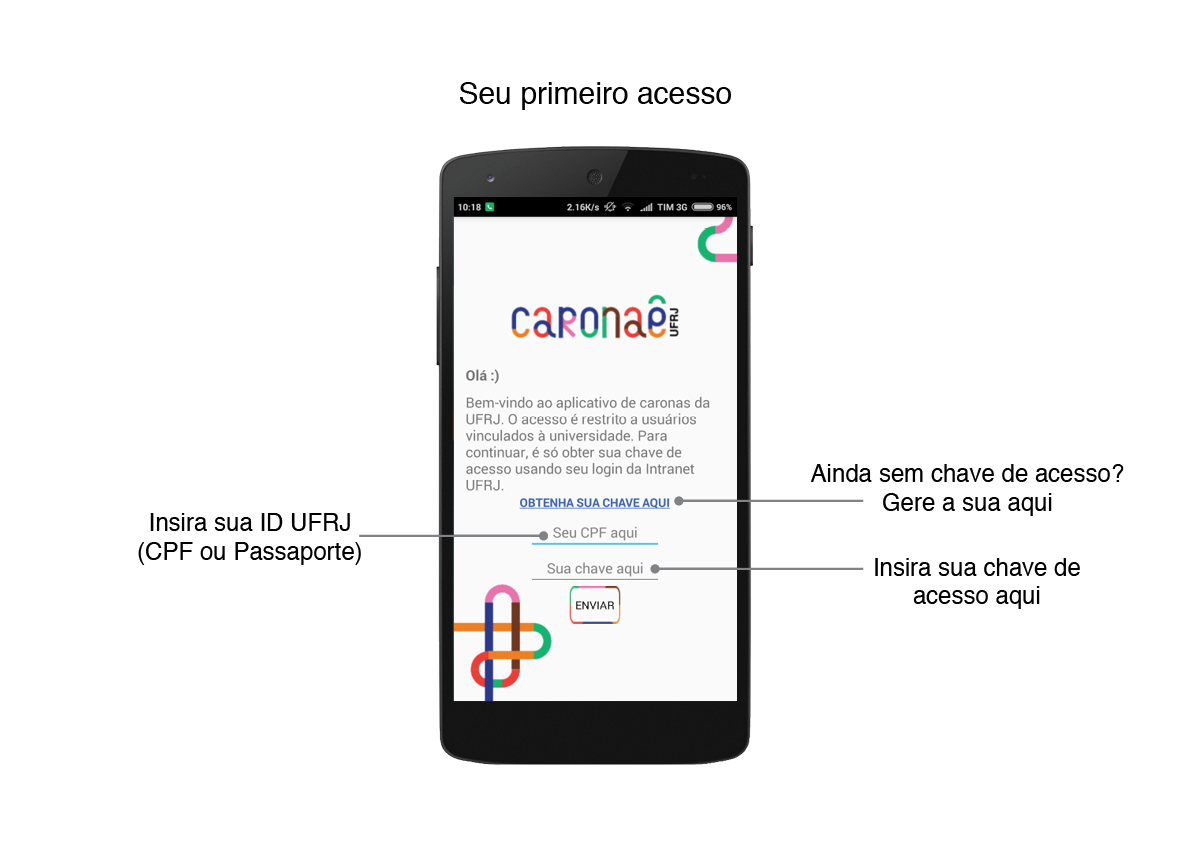 Seu primeiro acesso
10:18 2.16K/s TIM 3G 96%
caronaê UFRJ
Olá :)
Bem-vindo ao aplicativo de caronas da
UFRJ. O acesso é restrito a usuários
vinculados à universidade. Para
continuar, é só obter sua chave de
acesso usando seu login da Intranet
UFRJ.
OBTENHA SUA CHAVE AQUI
Ainda sem chave de acesso?
Gere a sua aqui
Insira sua ID UFRJ
(CPF ou Passaporte)
Seu CPF aqui
Sua chave aqui
Insira sua chave de
acesso aqui
ENVIAR